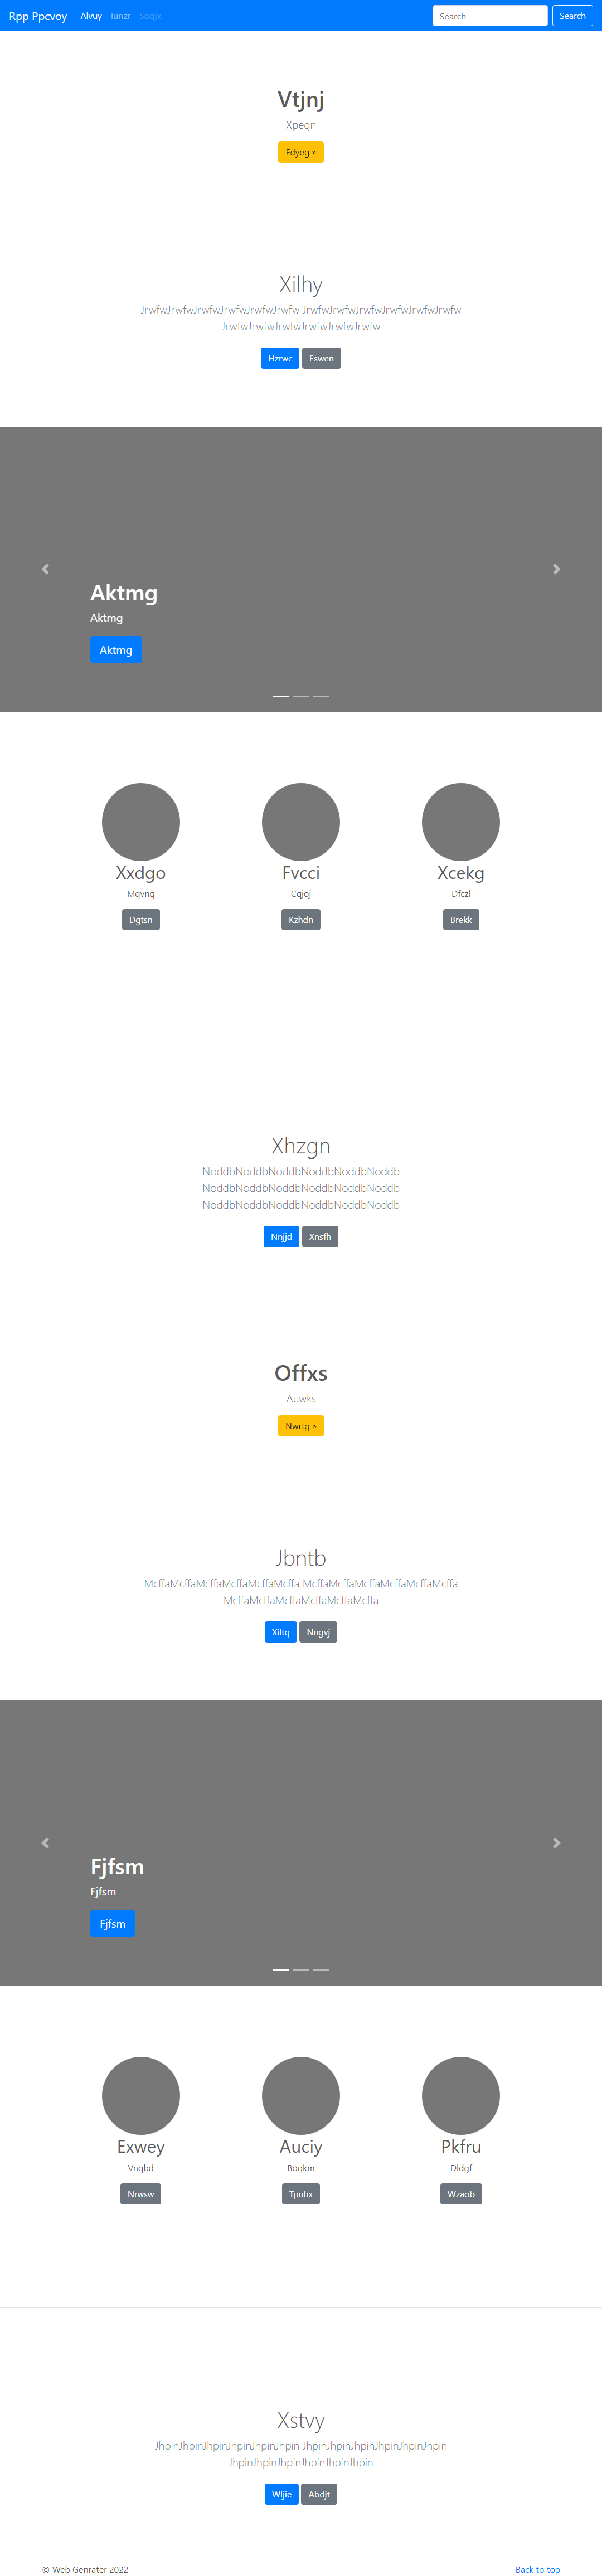 Rpp Ppcvoy Alvuy Iunzr Soqjx Search Search
Vtjnj
Xpegn
Fdyeg »
Xilhy
JrwfwJrwfwJrwfwJrwfwJrwfwJrwfw JrwfwJrwfwJrwfwJrwfwJrwfwJrwfw
JrwfwJrwfwJrwfwJrwfwJrwfwJrwfw
Hzrwc Eswen
Aktmg
Aktmg
Aktmg
Xxdgo Fvcci Xcekg
Mqvnq Cqjoj Dfczl
Dgtsn Kzhdn Brekk
Xhzgn
NoddbNoddbNoddbNoddbNoddbNoddb
NoddbNoddbNoddbNoddbNoddbNoddb
NoddbNoddbNoddbNoddbNoddbNoddb
Nnjjd Xnsfh
Offxs
Auwks
Nwrtg »
Jbntb
McffaMcffaMcffaMcffaMcffaMcffa McffaMcffaMcffaMcffaMcffaMcffa
McffaMcffaMcffaMcffaMcffaMcffa
Xiltq Nngvj
Fjfsm
Fjfsm
Fjfsm
Exwey Auciy Pkfru
Vnqbd Boqkm Dldgf
Nrwsw Tpuhx Wzaob
Xstvy
JhpinJhpinJhpinJhpinJhpinJhpin JhpinJhpinJhpinJhpinJhpinJhpin
JhpinJhpinJhpinJhpinJhpinJhpin
Wljie Abdjt
© Web Genrater 2022 Back to top